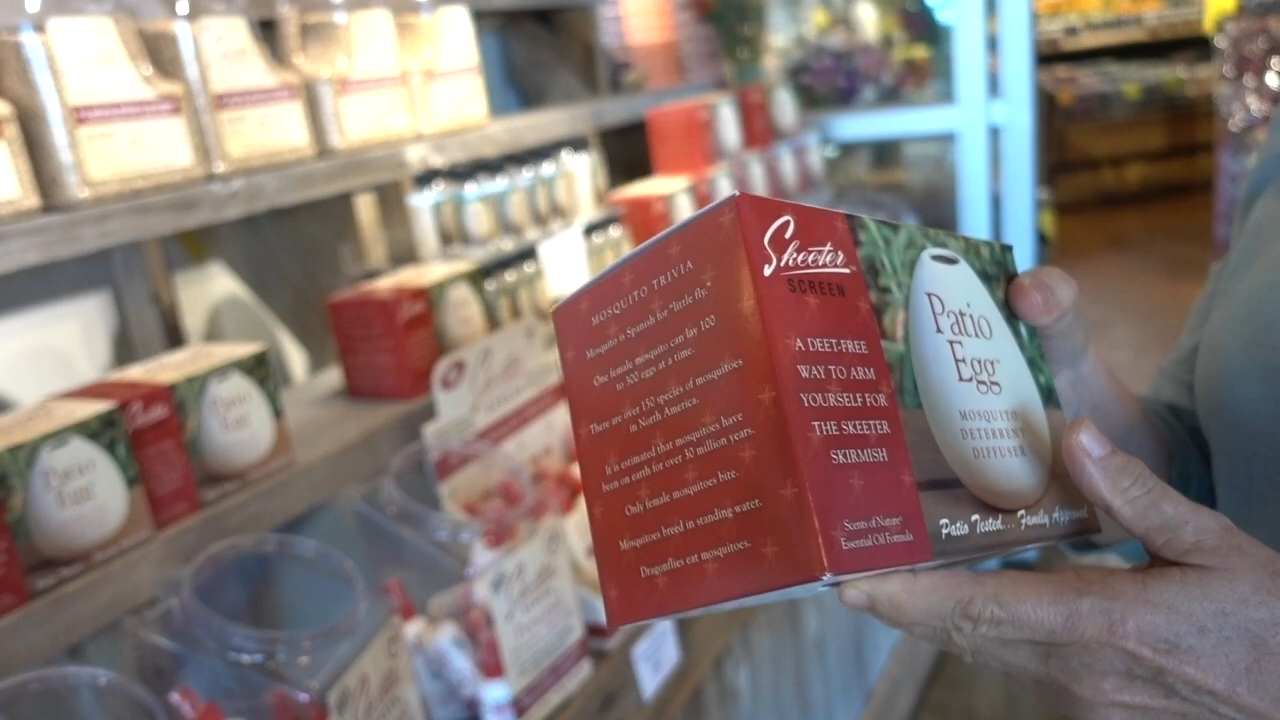 MOSQUITO TRIVIA
Mosquito is Spanish for "little fly."
One female mosquito can lay 100
to 300 eggs at a time.
There are over 150 species of mosquitoes
in North America.
It is estimated that mosquitoes have
been on earth for over 30 million years.
Only female mosquitoes bite.
Mosquitoes breed in standing water.
Dragonflies eat mosquitoes.
Skeeter
SCREEN
A DEET-FREE
WAY TO ARM
YOURSELF FOR
THE SKEETER
SKIRMISH
Scents of Nature®
Essential Oil Formula
Patio
Egg™
MOSQUITO
DETERRENT
DIFFUSER
Patio Tested... Family Approved
Patio
Egg
Patio
Egg